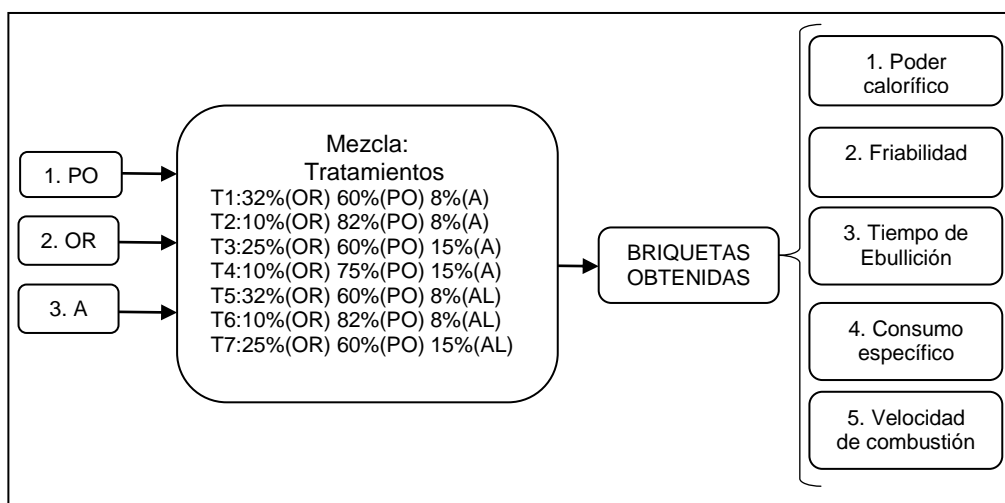 1. PO
2. OR
3. A
Mezcla:
Tratamientos
T1:32%(OR) 60%(PO) 8%(A)
T2:10%(OR) 82%(PO) 8%(A)
T3:25%(OR) 60%(PO) 15%(A)
T4:10%(OR) 75%(PO) 15%(A)
T5:32%(OR) 60%(PO) 8%(AL)
T6:10%(OR) 82%(PO) 8%(AL)
T7:25%(OR) 60%(PO) 15%(AL)
BRIQUETAS
OBTENIDAS
1. Poder
calorífico
2. Friabilidad
3. Tiempo de
Ebullición
4. Consumo
específico
5. Velocidad
de combustión